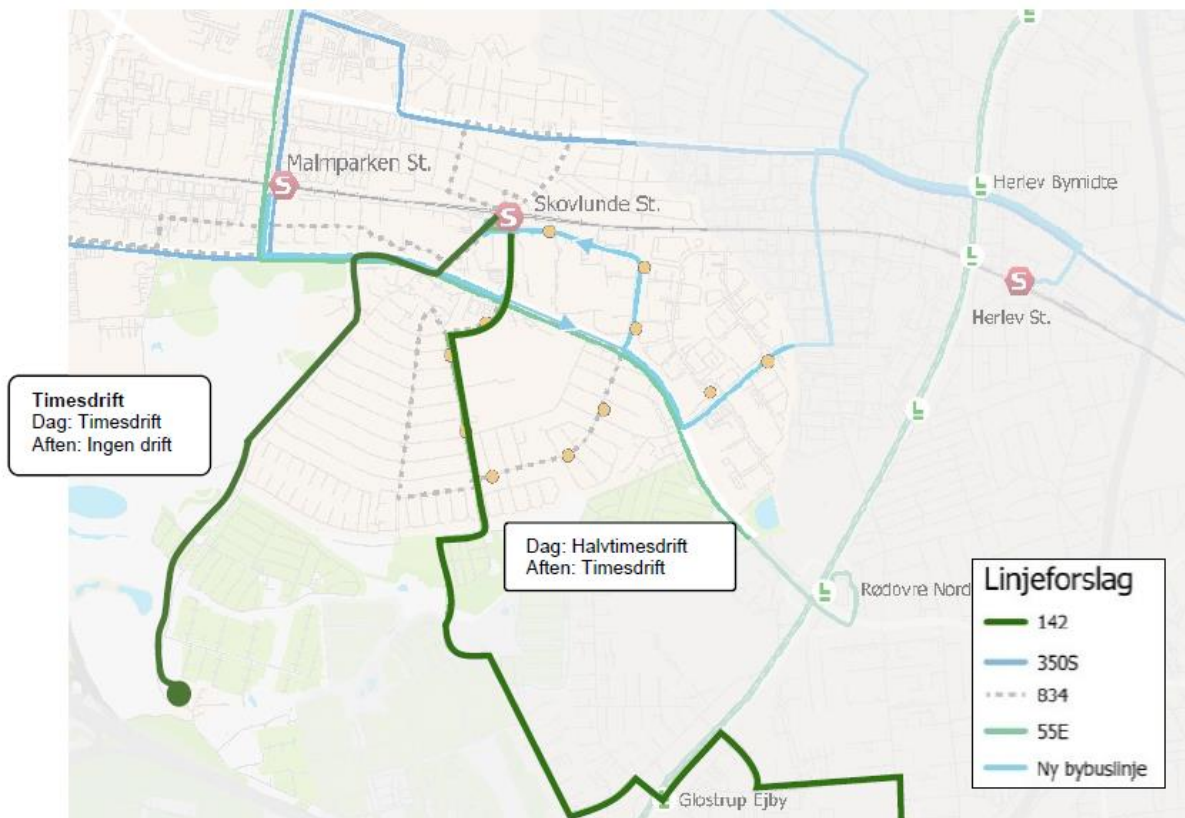 Malmparken St.
S
Skovlunde St.
S
Herlev Bymidte
L
L
S
Herlev St.
Timesdrift
Dag: Timesdrift
Aften: Ingen drift
L
Dag: Halvtimesdrift
Aften: Timesdrift
L
Rødovre Nord
Linjeforslag
142
350S
834
55E
Ny bybuslinje
L
Glostrup Ejby